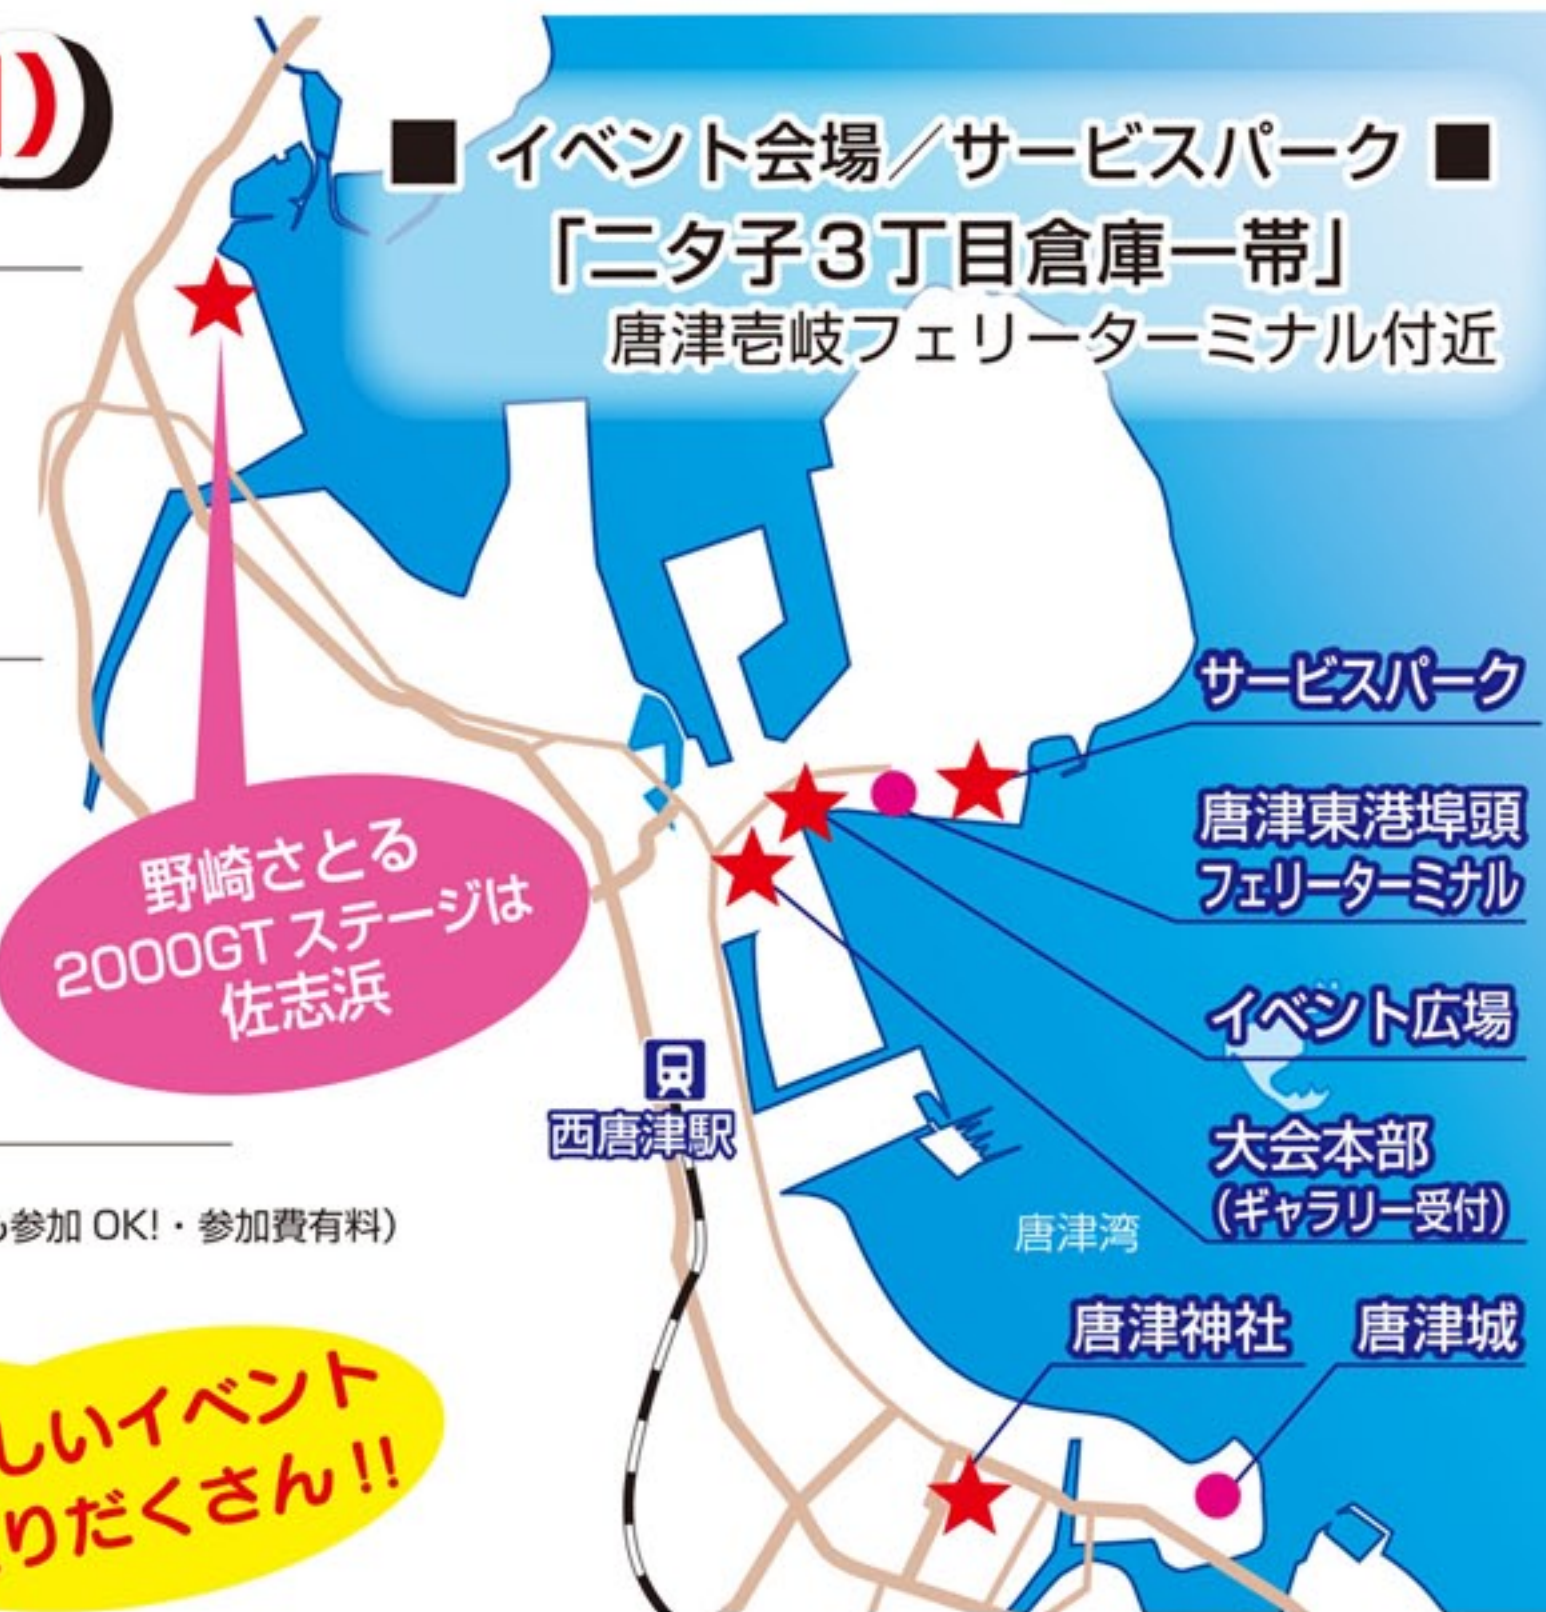 ■ イベント会場／サービスパーク ■
「二タ子３丁目倉庫一帯」
唐津壱岐フェリーターミナル付近
サービスパーク
唐津東港埠頭
フェリーターミナル
イベント広場
大会本部
（ギャラリー受付）
野崎さとる
2000GT ステージは
佐志浜
西唐津駅
唐津湾
唐津神社
唐津城
参加 OK!・参加費有料）
しいイベント
りだくさん!!